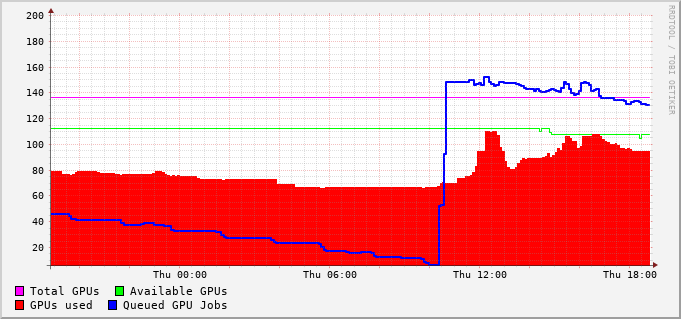 200
180
160
140
120
100
80
60
40
20
Thu 00:00 Thu 06:00 Thu 12:00 Thu 18:00
Total GPUs Available GPUs
GPUs used Queued GPU Jobs
RRDTOOL / TOBI OETIKER